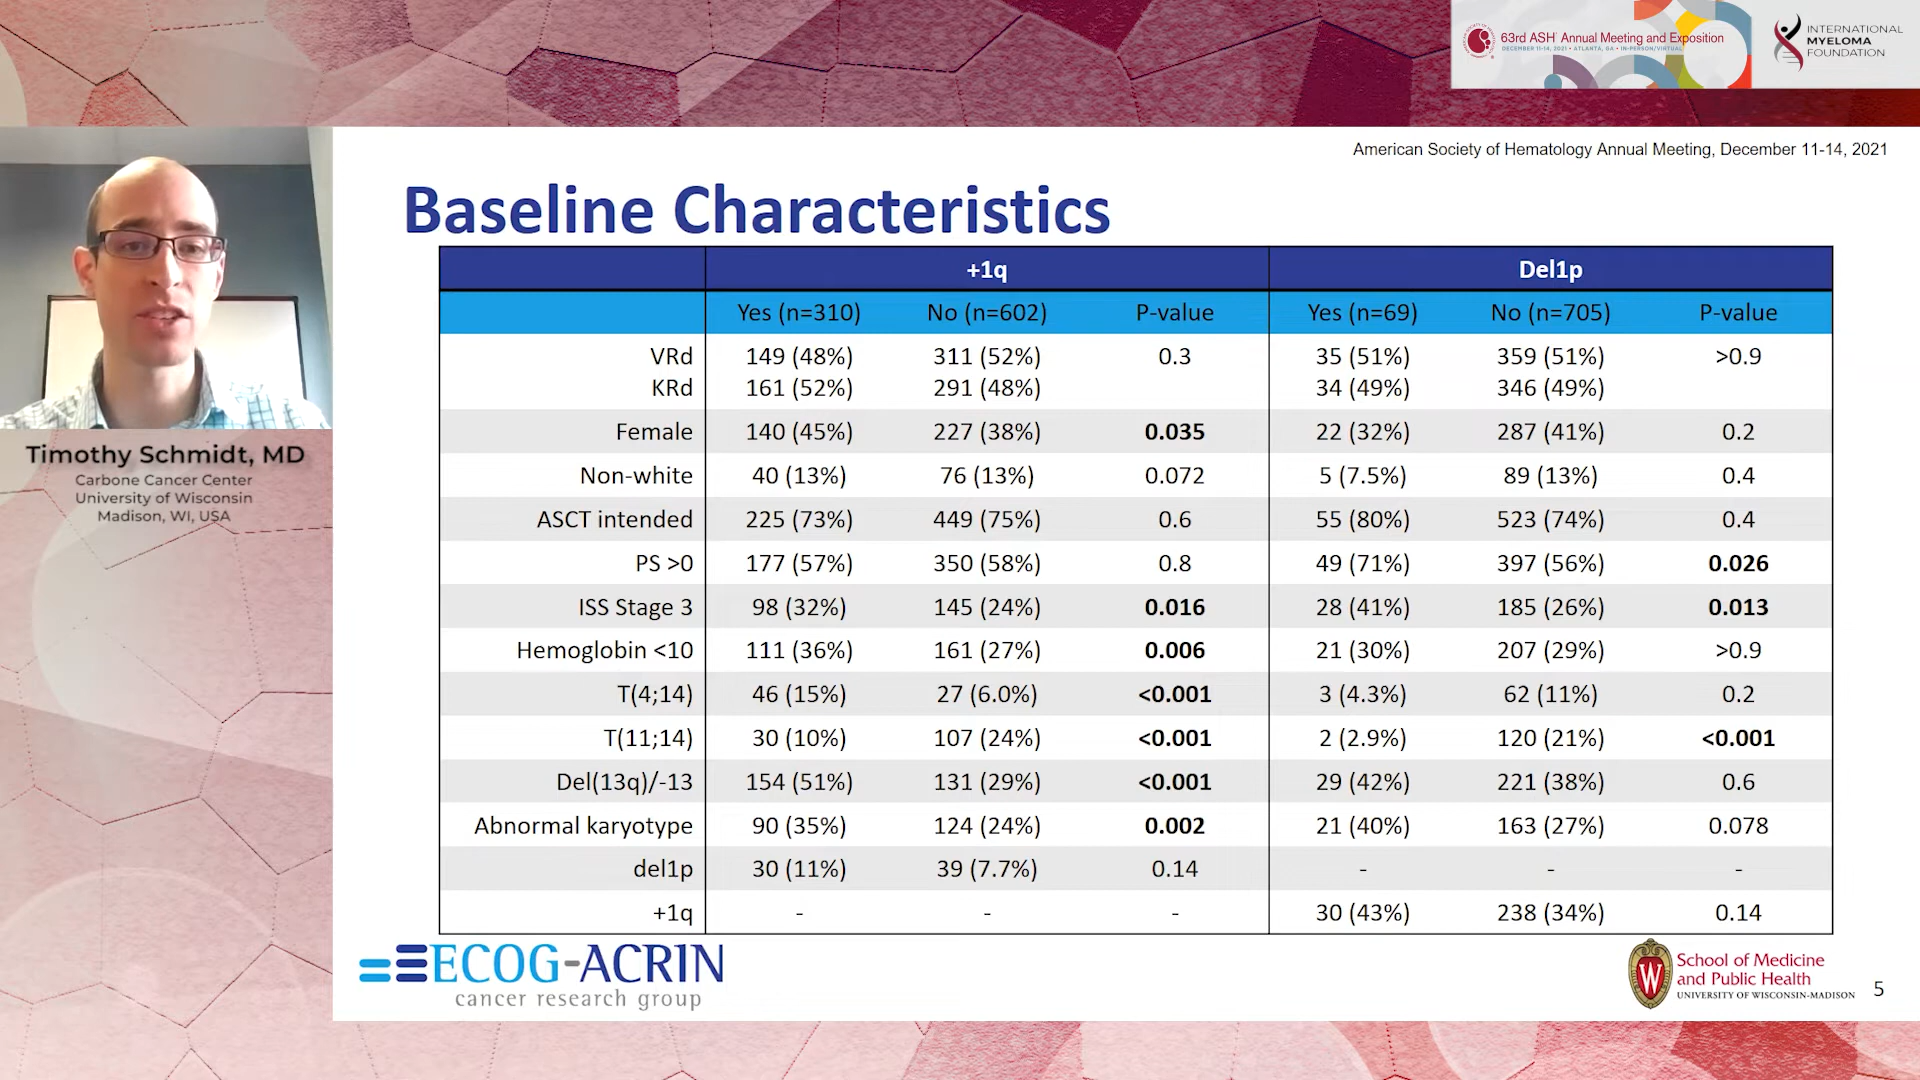 63rd ASH® Annual Meeting and Exposition
DECEMBER 11-14, 2021 • ATLANTA, GA • IN-PERSON/VIRTUAL
INTERNATIONAL
MYELOMA
FOUNDATION
American Society of Hematology Annual Meeting, December 11-14, 2021
Timothy Schmidt, MD
Carbone Cancer Center
University of Wisconsin
Madison, WI, USA
Baseline Characteristics
+1q Del1p
Yes (n=310) No (n=602) P-value Yes (n=69) No (n=705) P-value
VRd 149 (48%) 311 (52%) 0.3 35 (51%) 359 (51%) >0.9
KRd 161 (52%) 291 (48%) 34 (49%) 346 (49%)
Female 140 (45%) 227 (38%) 0.035 22 (32%) 287 (41%) 0.2
Non-white 40 (13%) 76 (13%) 0.072 5 (7.5%) 89 (13%) 0.4
ASCT intended 225 (73%) 449 (75%) 0.6 55 (80%) 523 (74%) 0.4
PS >0 177 (57%) 350 (58%) 0.8 49 (71%) 397 (56%) 0.026
ISS Stage 3 98 (32%) 145 (24%) 0.016 28 (41%) 185 (26%) 0.013
Hemoglobin <10 111 (36%) 161 (27%) 0.006 21 (30%) 207 (29%) >0.9
T(4;14) 46 (15%) 27 (6.0%) <0.001 3 (4.3%) 62 (11%) 0.2
T(11;14) 30 (10%) 107 (24%) <0.001 2 (2.9%) 120 (21%) <0.001
Del(13q)/-13 154 (51%) 131 (29%) <0.001 29 (42%) 221 (38%) 0.6
Abnormal karyotype 90 (35%) 124 (24%) 0.002 21 (40%) 163 (27%) 0.078
del1p 30 (11%) 39 (7.7%) 0.14 - - -
+1q - - - 30 (43%) 238 (34%) 0.14
ECOG-ACRIN
cancer research group
W
School of Medicine
and Public Health
UNIVERSITY OF WISCONSIN-MADISON
5